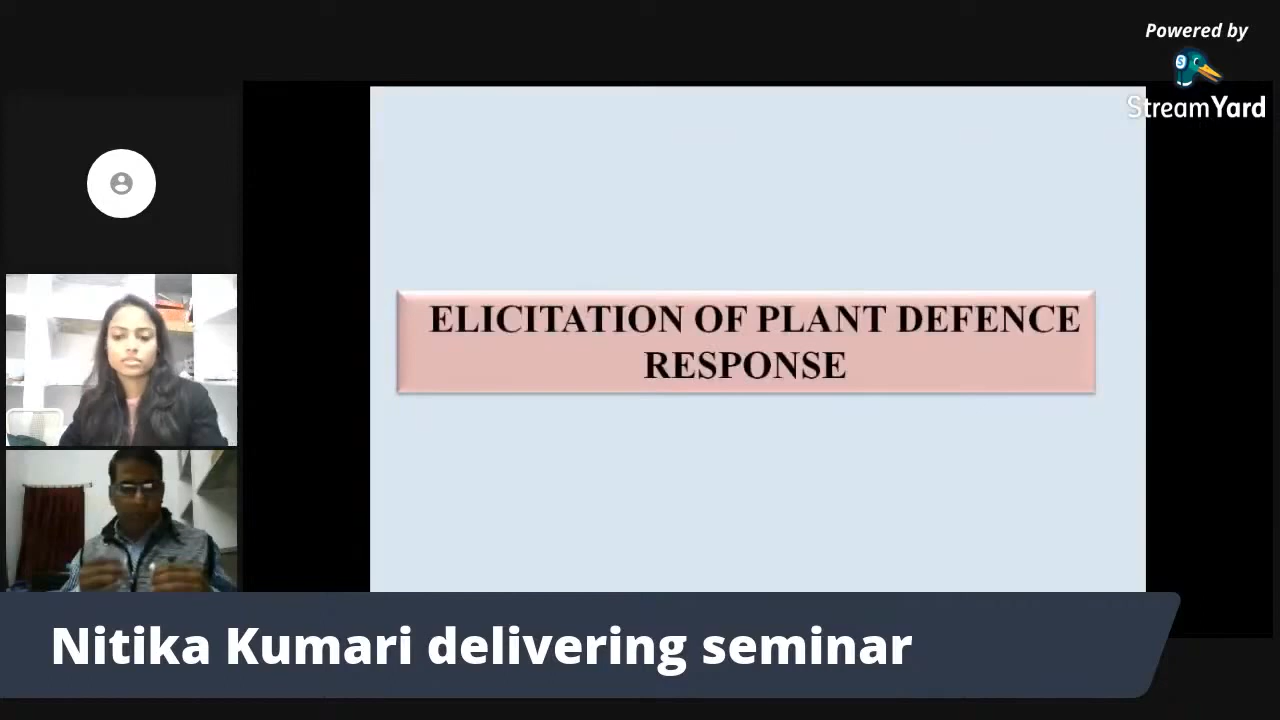 Powered by
StreamYard
ELICITATION OF PLANT DEFENCE
RESPONSE
Nitika Kumari delivering seminar